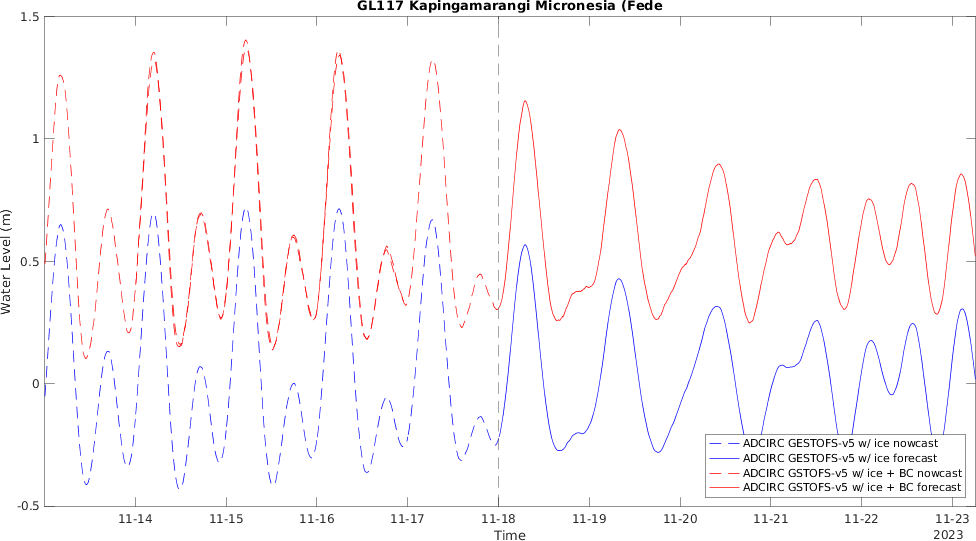 GL117 Kapingamarangi Micronesia (Fede
1.5
1
0.5
0
-0.5
Water Level (m)
11-14 11-15 11-16 11-17 11-18 11-19 11-20 11-21 11-22 11-23
Time
2023
ADCIRC GESTOFS-v5 w/ ice nowcast
ADCIRC GESTOFS-v5 w/ ice forecast
ADCIRC GSTOFS-v5 w/ ice + BC nowcast
ADCIRC GSTOFS-v5 w/ ice + BC forecast